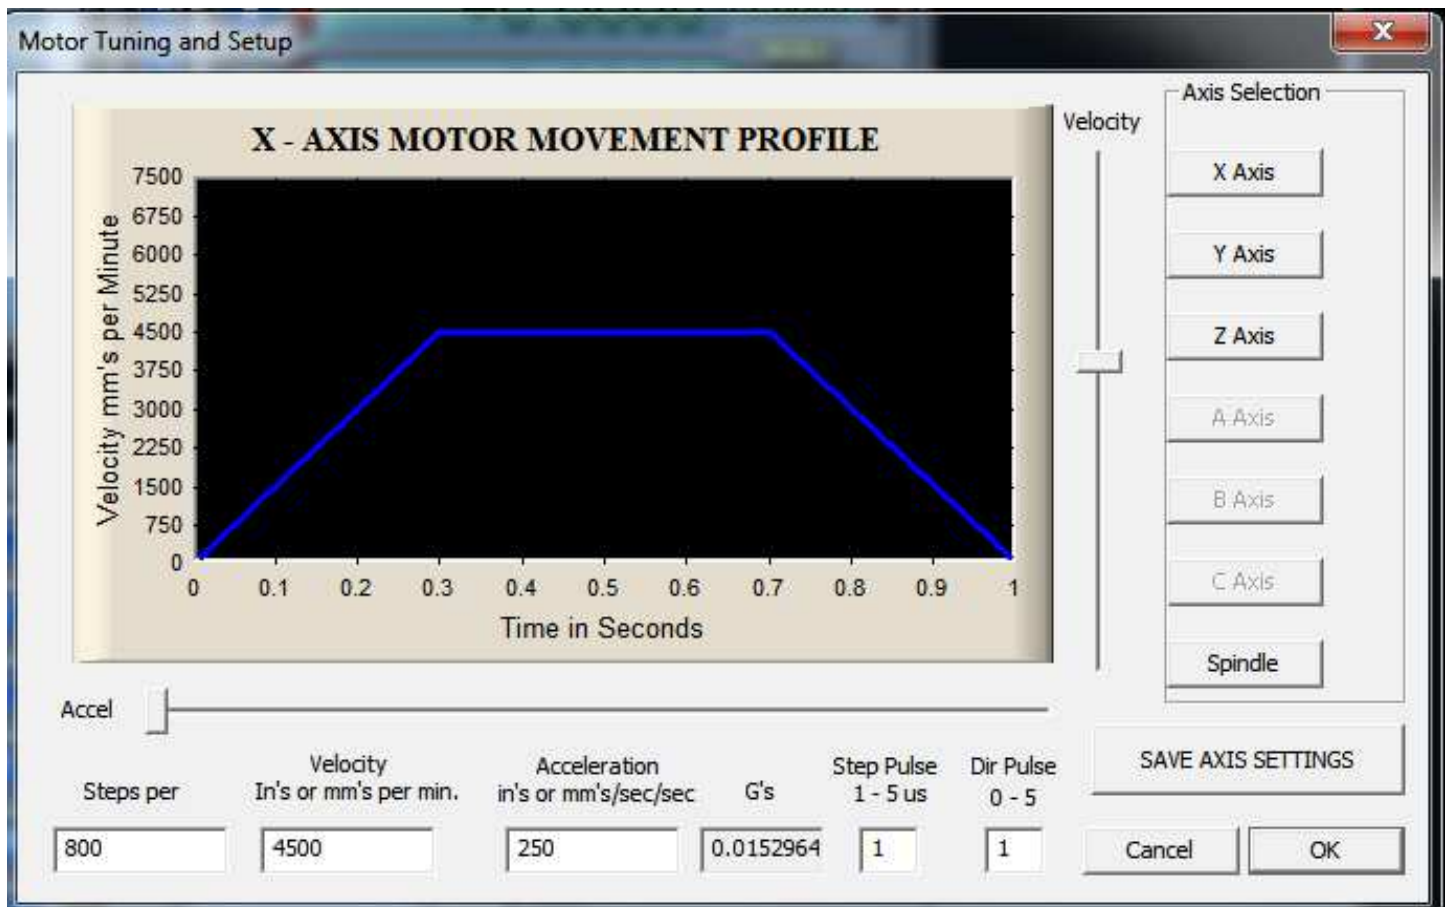 Motor Tuning and Setup
X
X - AXIS MOTOR MOVEMENT PROFILE
Velocity mm's per Minute
7500
6750
6000
5250
4500
3750
3000
2250
1500
750
0
0 0.1 0.2 0.3 0.4 0.5 0.6 0.7 0.8 0.9 1
Time in Seconds
Velocity
Axis Selection
X Axis
Y Axis
Z Axis
A Axis
B Axis
C Axis
Spindle
Accel
Steps per
800
Velocity
In's or mm's per min.
4500
Acceleration
in's or mm's/sec/sec
250
G's
0.0152964
Step Pulse
1 - 5 us
1
Dir Pulse
0 - 5
1
SAVE AXIS SETTINGS
Cancel
OK